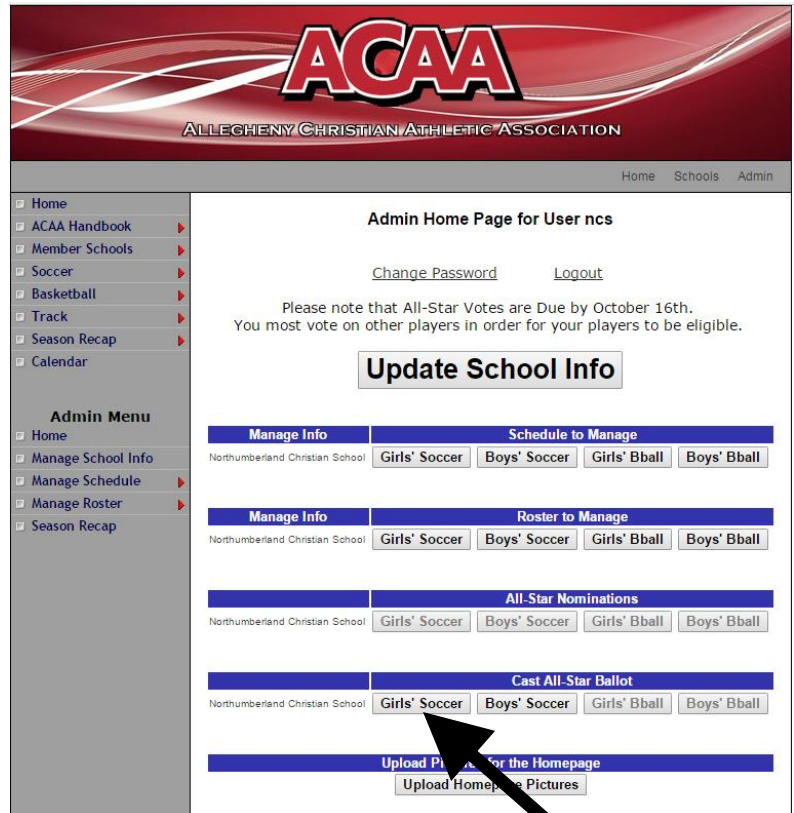 ACAA
ALLEGHENY CHRISTIAN ATHLETIC ASSOCIATION
Home Schools Admin
Home
ACAA Handbook
Member Schools
Soccer
Basketball
Track
Season Recap
Calendar
Admin Menu
Home
Manage School Info
Manage Schedule
Manage Roster
Season Recap
Admin Home Page for User ncs
Change Password Logout
Please note that All-Star Votes are Due by October 16th.
You most vote on other players in order for your players to be eligible.
Update School Info
Manage Info Schedule to Manage
Northumberland Christian School Girls' Soccer Boys' Soccer Girls' Bball Boys' Bball
Manage Info Roster to Manage
Northumberland Christian School Girls' Soccer Boys' Soccer Girls' Bball Boys' Bball
All-Star Nominations
Northumberland Christian School Girls' Soccer Boys' Soccer Girls' Bball Boys' Bball
Cast All-Star Ballot
Northumberland Christian School Girls' Soccer Boys' Soccer Girls' Bball Boys' Bball
Upload for the Homepage
Upload Homepage Pictures